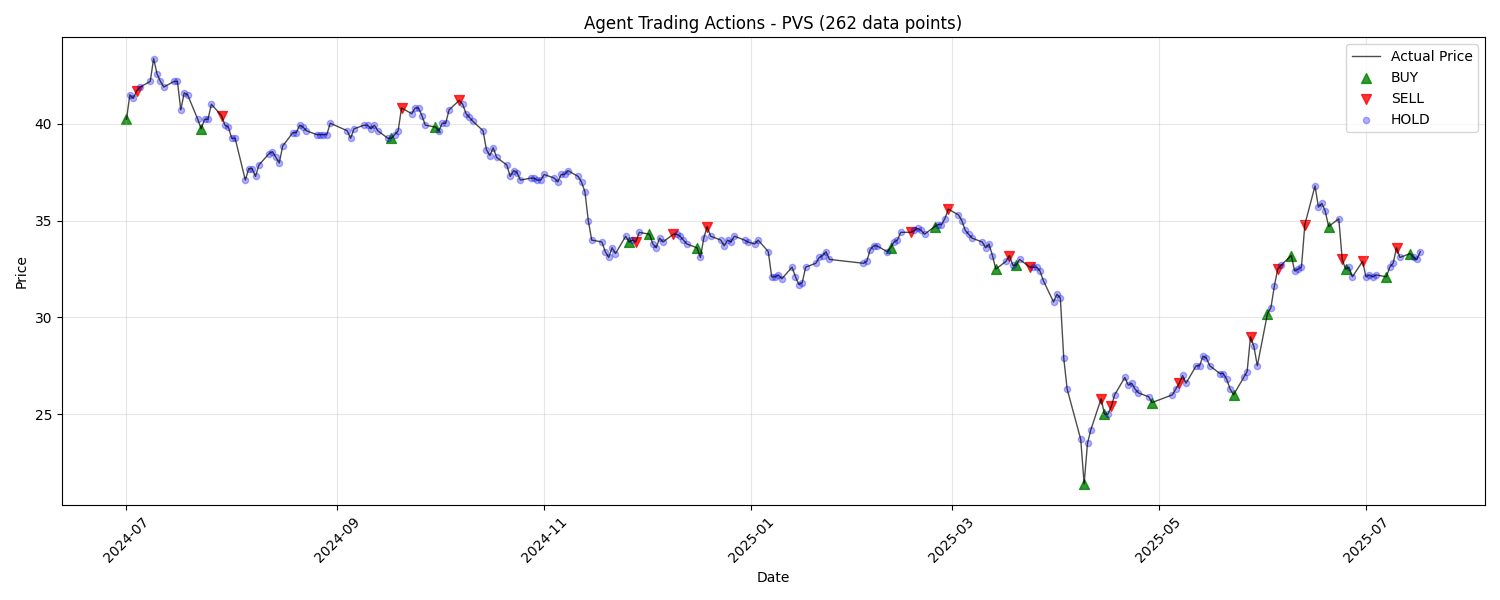 Agent Trading Actions - PVS (262 data points)
Actual Price
BUY
SELL
HOLD
Price
40
35
30
25
2024-07
2024-09
2024-11
2025-01
2025-03
2025-05
2025-07
Date